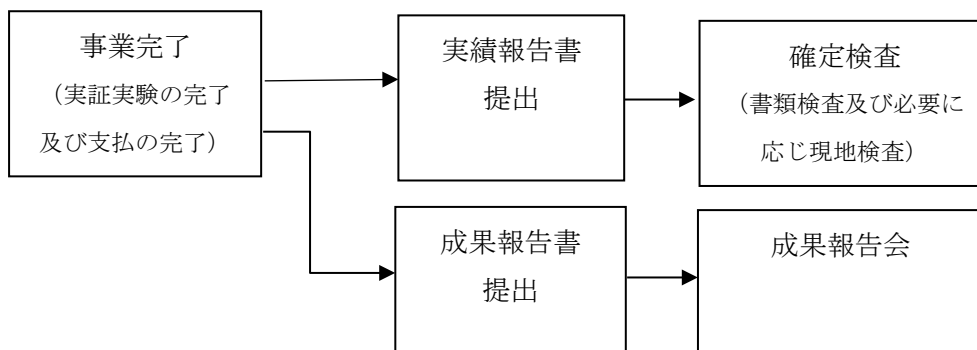 事業完了
（実証実験の完了
及び支払の完了）
実績報告書
提出
確定検査
（書類検査及び必要に
応じ現地検査）
成果報告書
提出
成果報告会